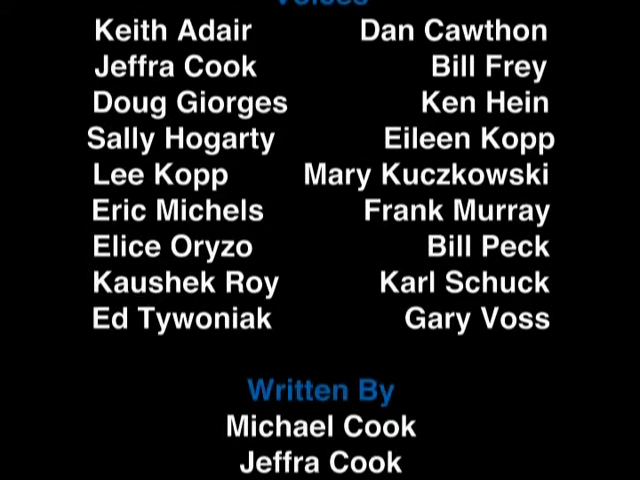 Voices
Keith Adair Dan Cawthon
Jeffra Cook Bill Frey
Doug Giorges Ken Hein
Sally Hogarty Eileen Kopp
Lee Kopp Mary Kuczkowski
Eric Michels Frank Murray
Elice Oryzo Bill Peck
Kaushek Roy Karl Schuck
Ed Tywoniak Gary Voss
Written By
Michael Cook
Jeffra Cook